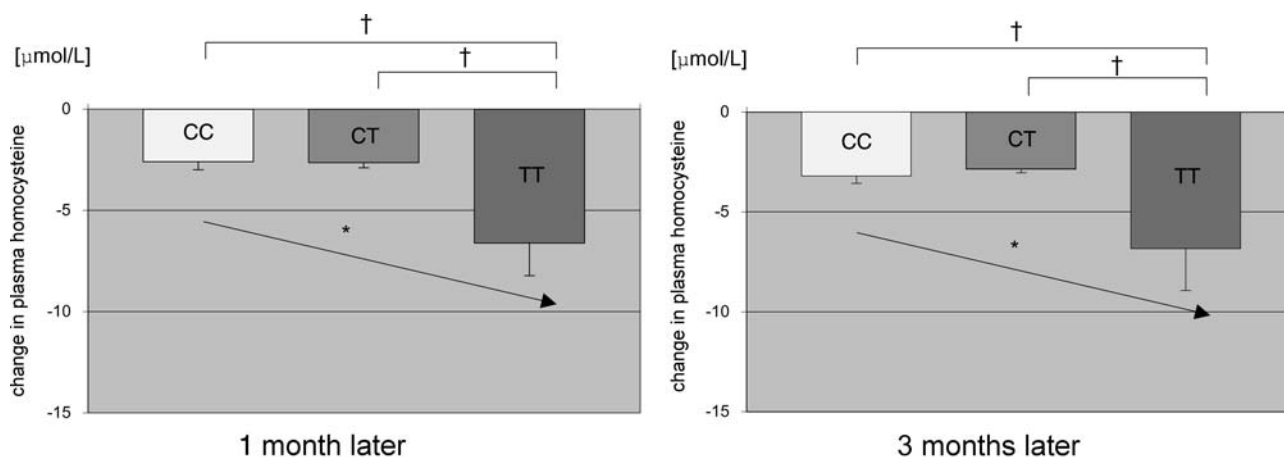 †
[μmol/L]
†
0
CC
CT
TT
-5
*
-10
-15
change in plasma homocysteine
1 month later
†
[μmol/L]
†
0
CC
CT
TT
-5
*
-10
-15
change in plasma homocysteine
3 months later